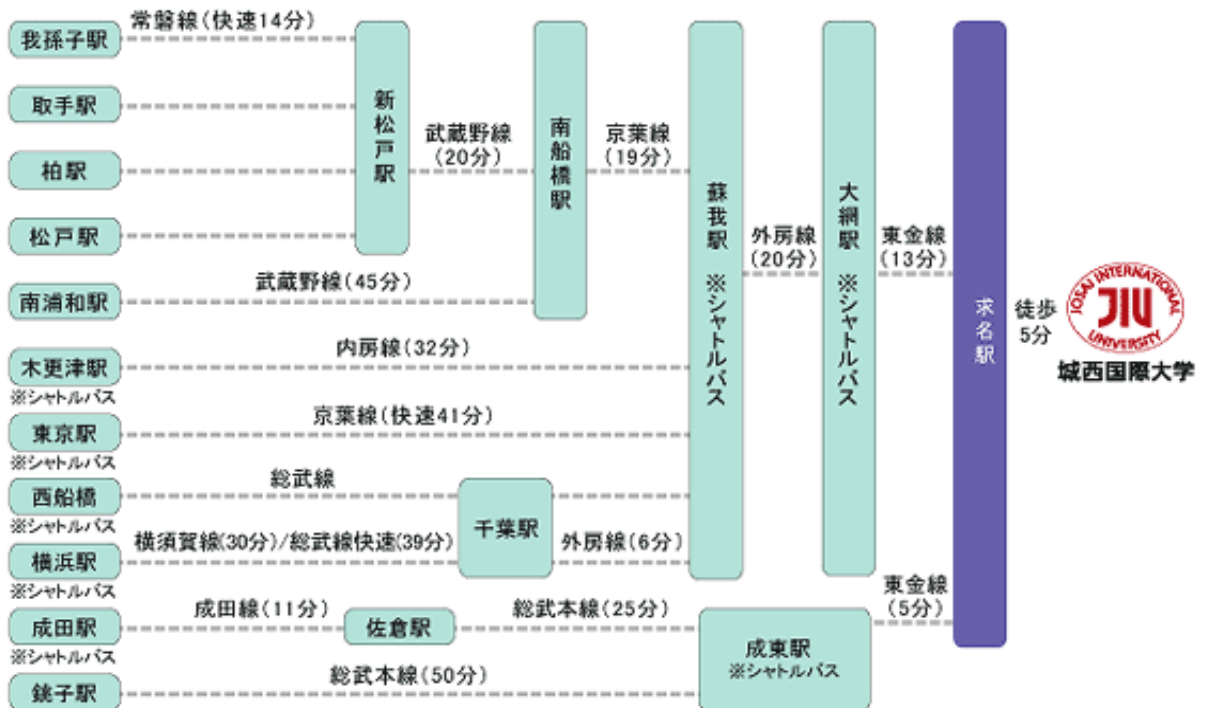 我孫子駅
常磐線(快速14分)
取手駅
柏駅
松戸駅
新松戸駅
武蔵野線
(20分)
南船橋駅
京葉線
(19分)
南浦和駅
武蔵野線(45分)
木更津駅
※シャトルバス
内房線(32分)
東京駅
※シャトルバス
京葉線(快速41分)
西船橋
※シャトルバス
総武線
横浜駅
※シャトルバス
横須賀線(30分)/総武線快速(39分)
千葉駅
外房線(6分)
蘇我駅 ※シャトルバス
外房線
(20分)
大網駅 ※シャトルバス
東金線
(13分)
成田駅
※シャトルバス
成田線(11分)
佐倉駅
総武本線(25分)
銚子駅
総武本線(50分)
成東駅
※シャトルバス
東金線
(5分)
求名駅
徒歩
5分
JOSAI INTERNATIONAL
JIU
UNIVERSITY
城西国際大学